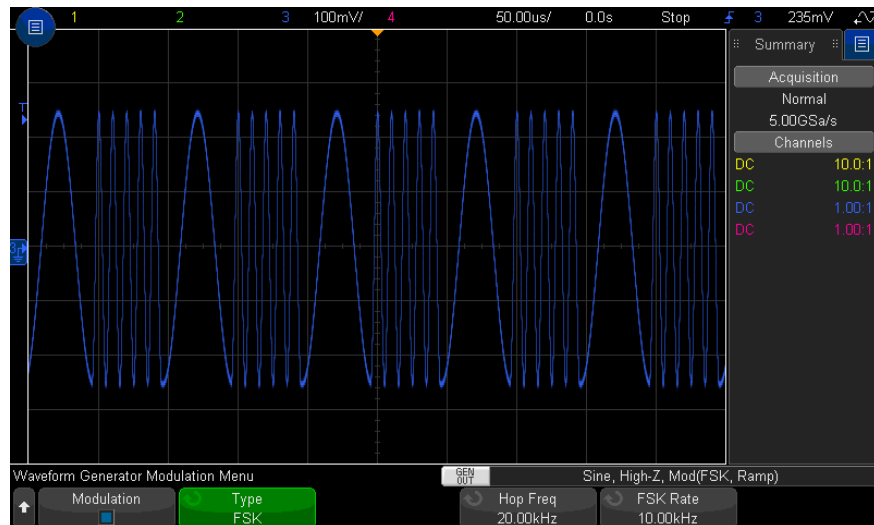 1 2 3 100mV/ 4 50.00us/ 0.0s Stop 3 235mV
Summary
Acquisition
Normal
5.00GSa/s
Channels
DC 10.0:1
DC 10.0:1
DC 1.00:1
DC 1.00:1
T
3
Waveform Generator Modulation Menu
GEN OUT
Sine, High-Z, Mod(FSK, Ramp)
Modulation
Type
FSK
Hop Freq
20.00kHz
FSK Rate
10.00kHz